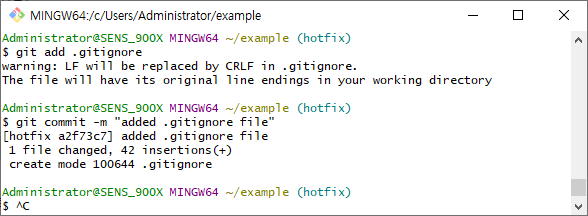 MINGW64:/c/Users/Administrator/example
Administrator@SENS_900X MINGW64 ~/example (hotfix)
$ git add .gitignore
warning: LF will be replaced by CRLF in .gitignore.
The file will have its original line endings in your working directory
Administrator@SENS_900X MINGW64 ~/example (hotfix)
$ git commit -m "added .gitignore file"
[hotfix a2f73c7] added .gitignore file
 1 file changed, 42 insertions(+)
 create mode 100644 .gitignore
Administrator@SENS_900X MINGW64 ~/example (hotfix)
$ ^C